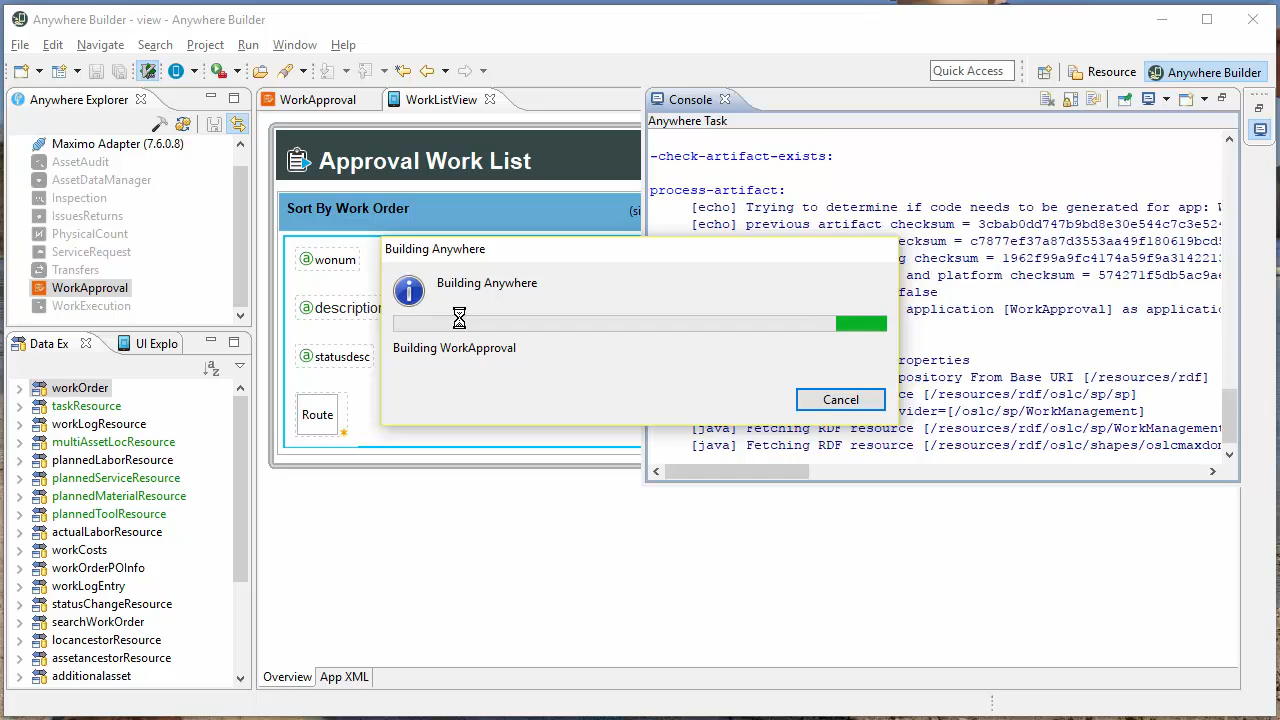 Anywhere Builder - view - Anywhere Builder
File Edit Navigate Search Project Run Window Help
Quick Access
Resource
Anywhere Builder
Anywhere Explorer
Maximo Adapter (7.6.0.8)
AssetAudit
AssetDataManager
Inspection
IssuesReturns
PhysicalCount
ServiceRequest
Transfers
WorkApproval
WorkExecution
Data Ex
UI Explo
workOrder
taskResource
workLogResource
multiAssetLocResource
plannedLaborResource
plannedServiceResource
plannedMaterialResource
plannedToolResource
actualLaborResource
workCosts
workOrderPOInfo
workLogEntry
statusChangeResource
searchWorkOrder
locancestorResource
assetancestorResource
additionalasset
WorkApproval
WorkListView
Approval Work List
Sort By Work Order
(si
wonum
description
statusdesc
Route
Overview
App XML
Console
Anywhere Task
-check-artifact-exists:
process-artifact:
[echo] Trying to determine if code needs to be generated for app: W
[echo] previous artifact checksum = 3cbab0dd747b9bd8e30e544c7c3e524
checksum = c7877ef37a87d3553aa49f180619bcd5
g checksum = 1962f99a9fc4174a59f9a3142213
and platform checksum = 574271f5db5ac9ae
false
application [WorkApproval] as applicatio
roperties
pository From Base URI [/resources/rdf]
ce [/resources/rdf/oslc/sp/sp]
vider=[/oslc/sp/WorkManagement]
[java] Fetching RDF resource [/resources/rdf/oslc/sp/WorkManagement
[java] Fetching RDF resource [/resources/rdf/oslc/shapes/oslcmaxdom
Building Anywhere
Building Anywhere
Building WorkApproval
Cancel